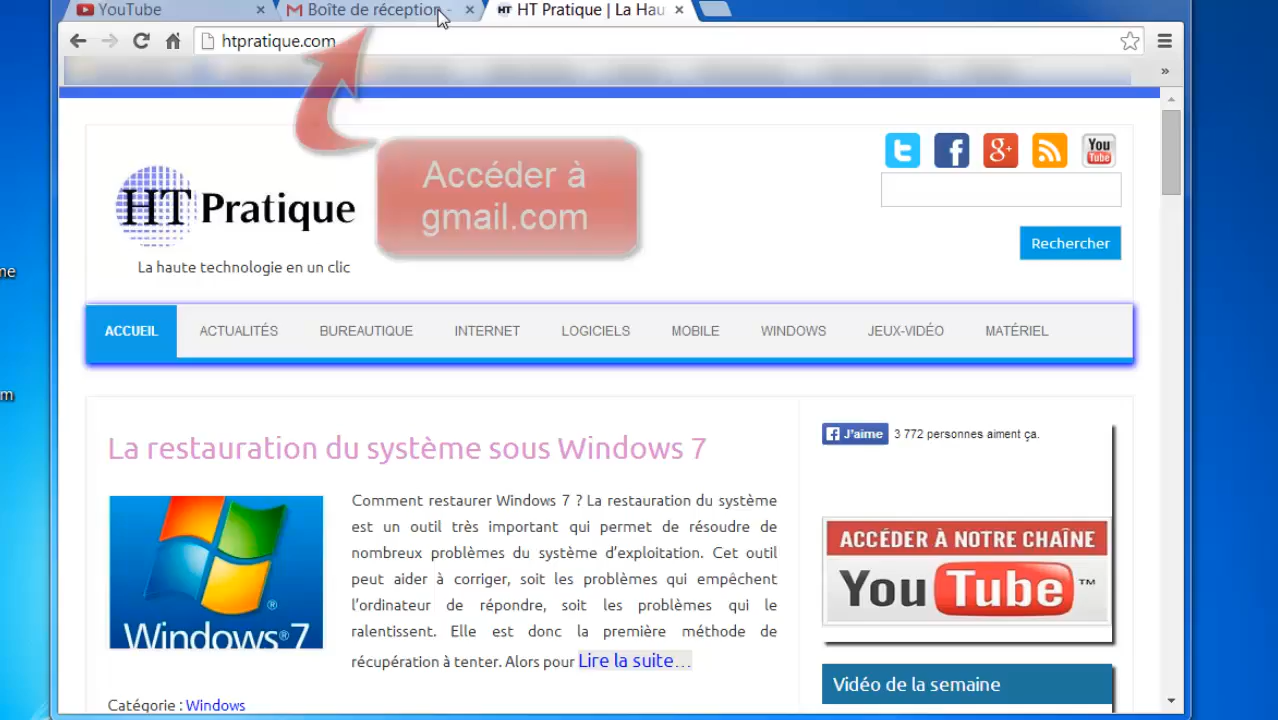 YouTube
Boîte de réception -
HT Pratique | La Hau
htpratique.com
»
Accéder à
gmail.com
HT Pratique
La haute technologie en un clic
You
Tube
Rechercher
ACCUEIL ACTUALITÉS BUREAUTIQUE INTERNET LOGICIELS MOBILE WINDOWS JEUX-VIDÉO MATÉRIEL
La restauration du système sous Windows 7
Windows®7
Comment restaurer Windows 7 ? La restauration du système
est un outil très important qui permet de résoudre de
nombreux problèmes du système d’exploitation. Cet outil
peut aider à corriger, soit les problèmes qui empêchent
l’ordinateur de répondre, soit les problèmes qui le
ralentissent. Elle est donc la première méthode de
récupération à tenter. Alors pour Lire la suite…
Catégorie : Windows
J'aime 3 772 personnes aiment ça.
ACCÉDER À NOTRE CHAÎNE
YouTube™
Vidéo de la semaine
me
m